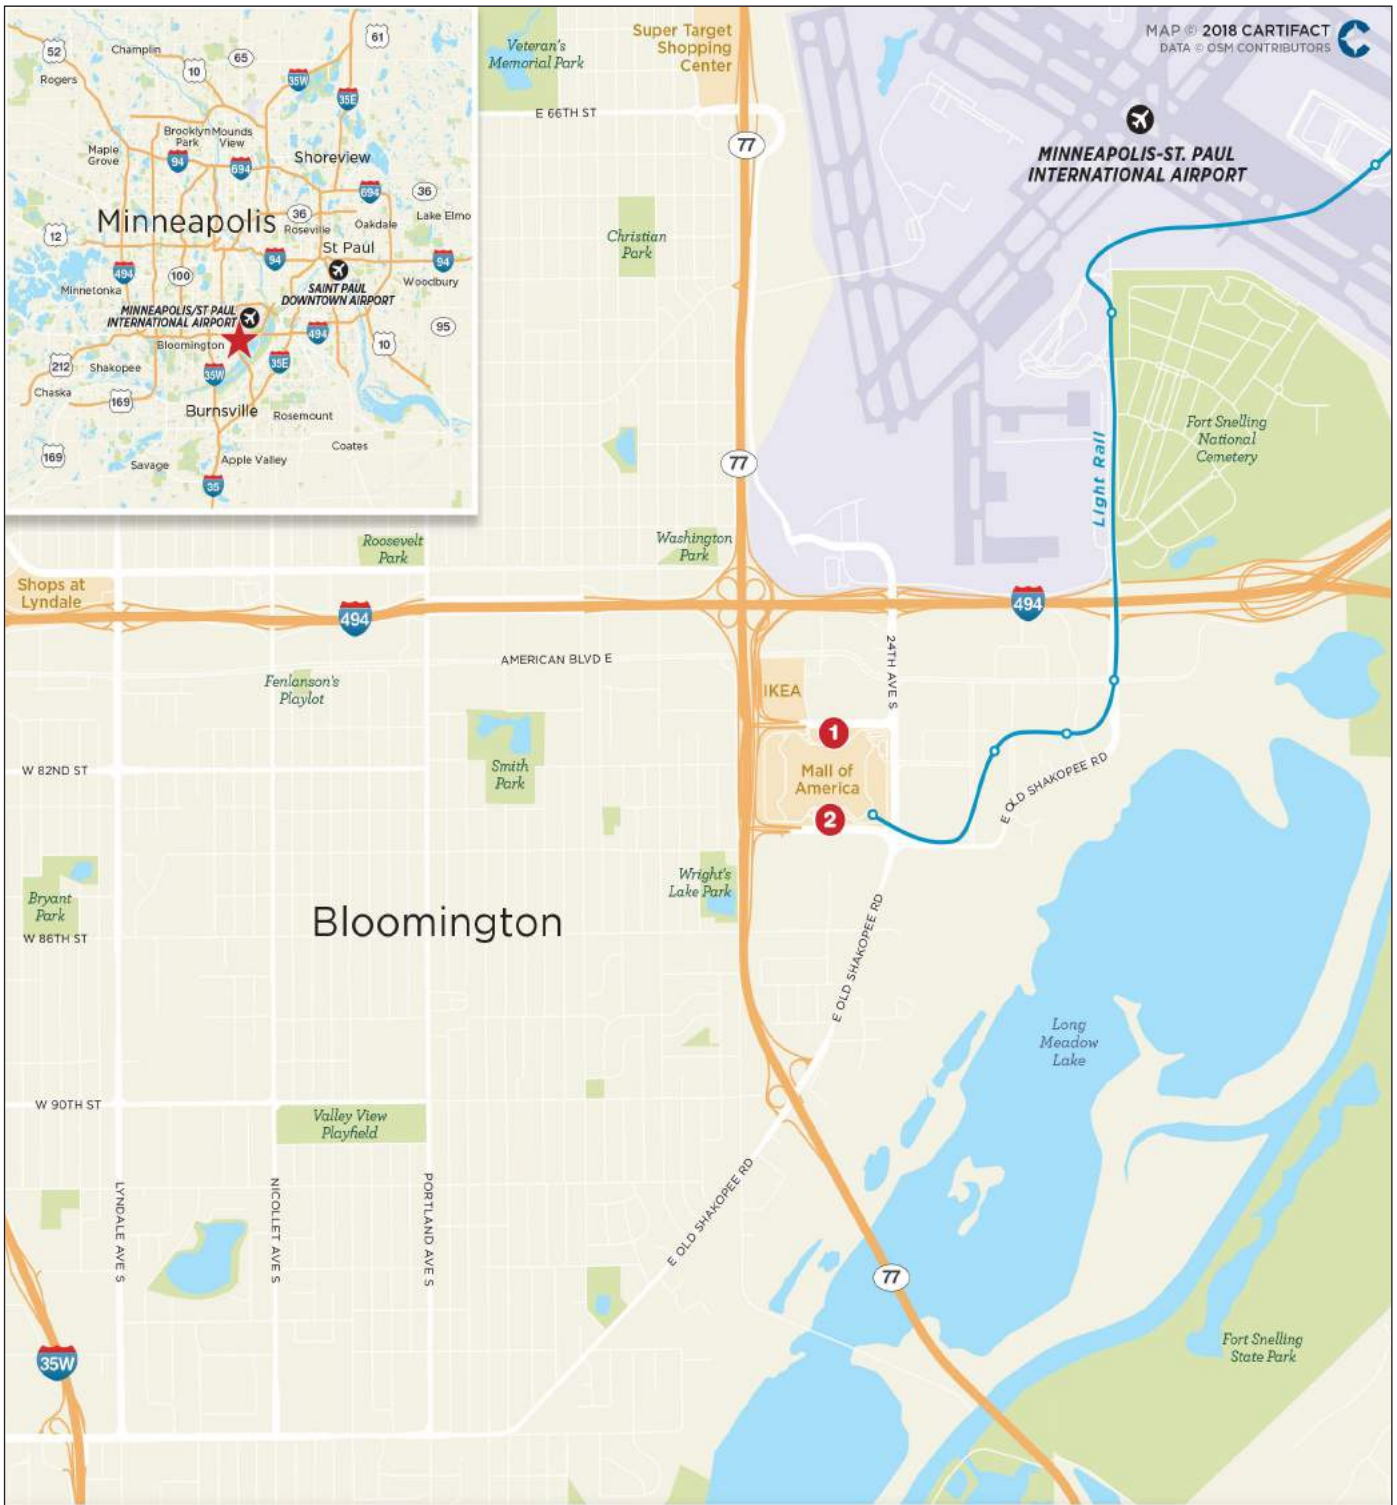 52
Champlin
65
61
Rogers
10
35W
35E
Brooklyn
Park
Mounds
View
Maple
Grove
94
694
Shoreview
694
36
Minneapolis
36
Roseville
Oakdale
Lake Elmo
12
St Paul
94
94
494
100
Minnetonka
SAINT PAUL
DOWNTOWN AIRPORT
Woodbury
MINNEAPOLIS/ST PAUL
INTERNATIONAL AIRPORT
494
95
Bloomington
10
212
Shakopee
35W
35E
Chaska
169
Burnsville
Rosemount
169
Coates
Savage
Apple Valley
35
Veteran's
Memorial Park
Super Target
Shopping
Center
MAP © 2018 CARTIFACT
DATA © OSM CONTRIBUTORS
E 66TH ST
77
MINNEAPOLIS-ST. PAUL
INTERNATIONAL AIRPORT
Christian
Park
Fort Snelling
National
Cemetery
77
Light Rail
Roosevelt
Park
Washington
Park
Shops at
Lyndale
494
494
24TH AVE S
AMERICAN BLVD E
Fenlanson's
Playlot
IKEA
1
W 82ND ST
Smith
Park
Mall of
America
E OLD SHAKOPEE RD
2
Wright's
Lake Park
Bryant
Park
Bloomington
W 86TH ST
E OLD SHAKOPEE RD
Long
Meadow
Lake
W 90TH ST
Valley View
Playfield
LYNDALE AVE S
NICOLLET AVE S
PORTLAND AVE S
E OLD SHAKOPEE RD
77
Fort Snelling
State Park
35W